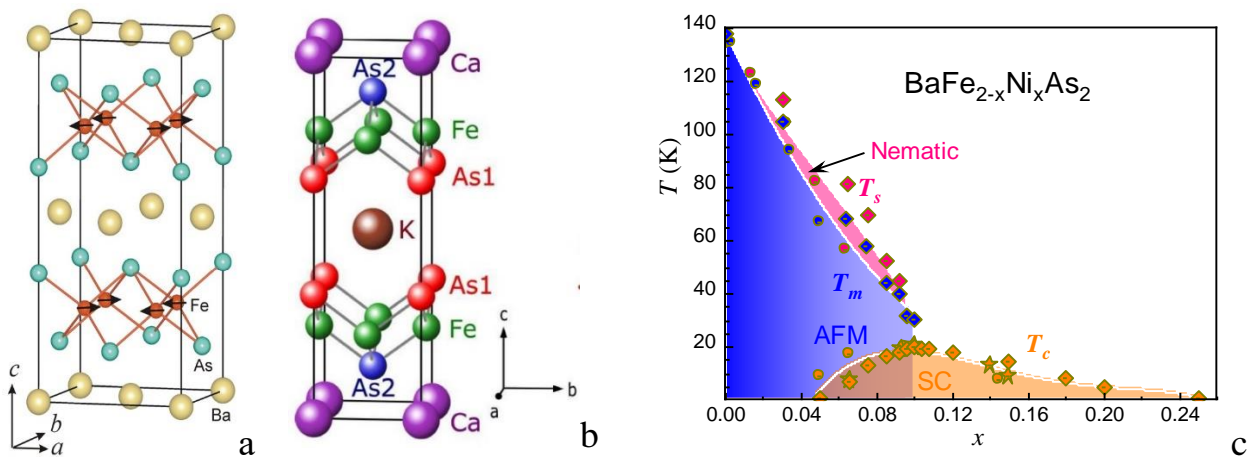 Fe
As
Ba
c
b
a
a
Ca
As2
Fe
As1
K
As1
Fe
As2
Ca
c
b
a
b
BaFe2-xNixAs2
Nematic
Ts
Tm
AFM
Tc
SC
T (K)
140
120
100
80
60
40
20
0.00 0.04 0.08 0.12 0.16 0.20 0.24
x
c